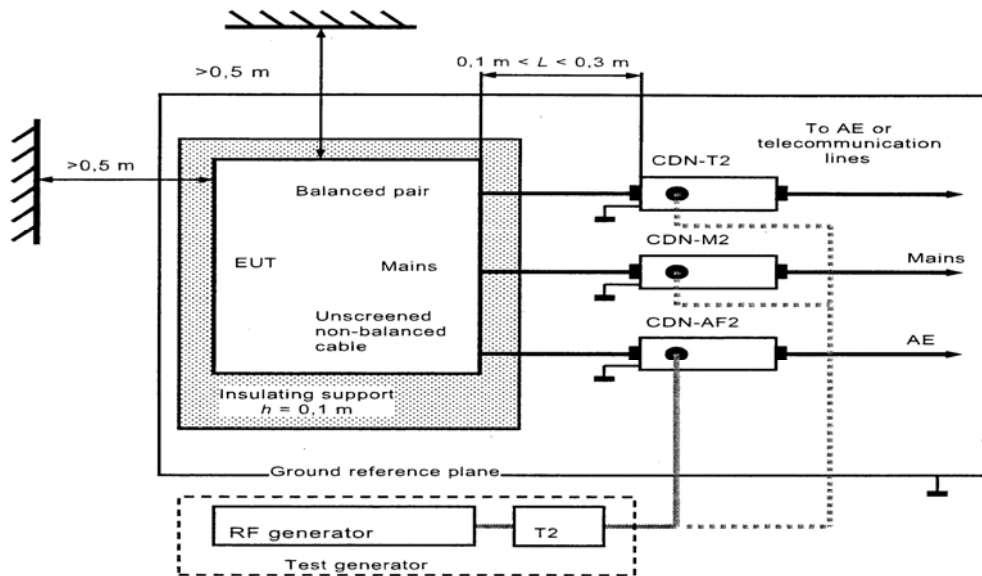 0,1 m < L < 0,3 m
>0,5 m
>0,5 m
To AE or
telecommunication
lines
CDN-T2
Balanced pair
CDN-M2
Mains
EUT
Mains
Unscreened
non-balanced
cable
CDN-AF2
AE
Insulating support
h = 0,1 m
Ground reference plane
RF generator
T2
Test generator